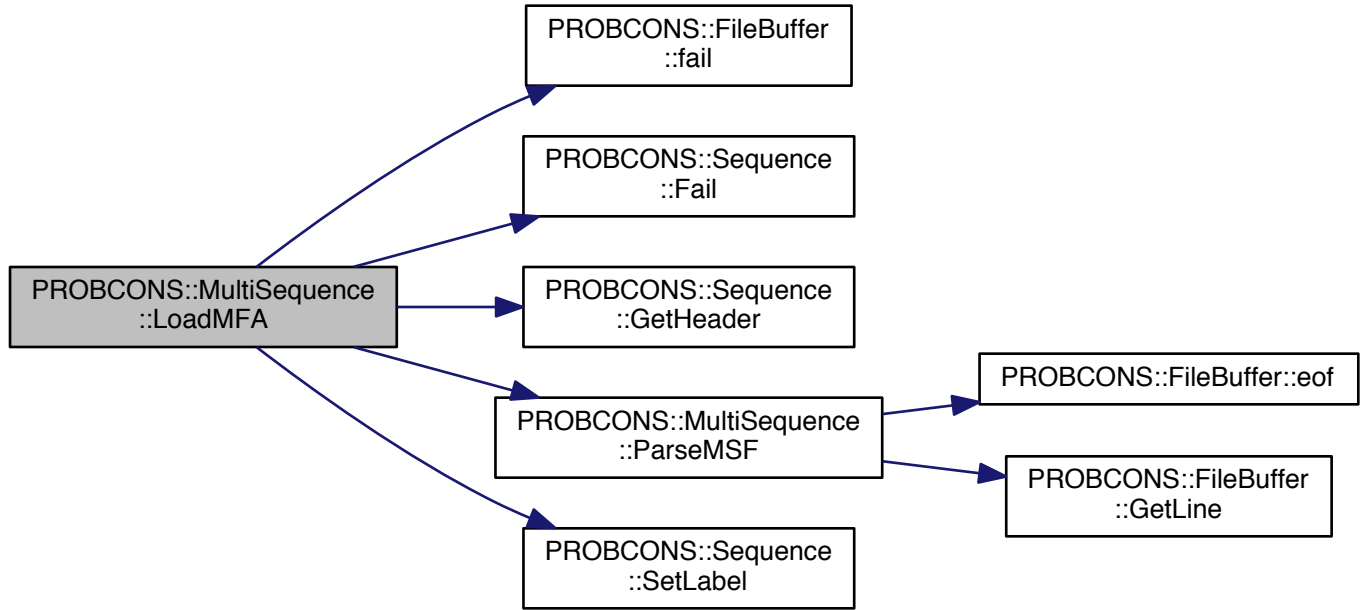 PROBCONS::FileBuffer
::fail
PROBCONS::Sequence
::Fail
PROBCONS::MultiSequence
::LoadMFA
PROBCONS::Sequence
::GetHeader
PROBCONS::MultiSequence
::ParseMSF
PROBCONS::FileBuffer::eof
PROBCONS::FileBuffer
::GetLine
PROBCONS::Sequence
::SetLabel